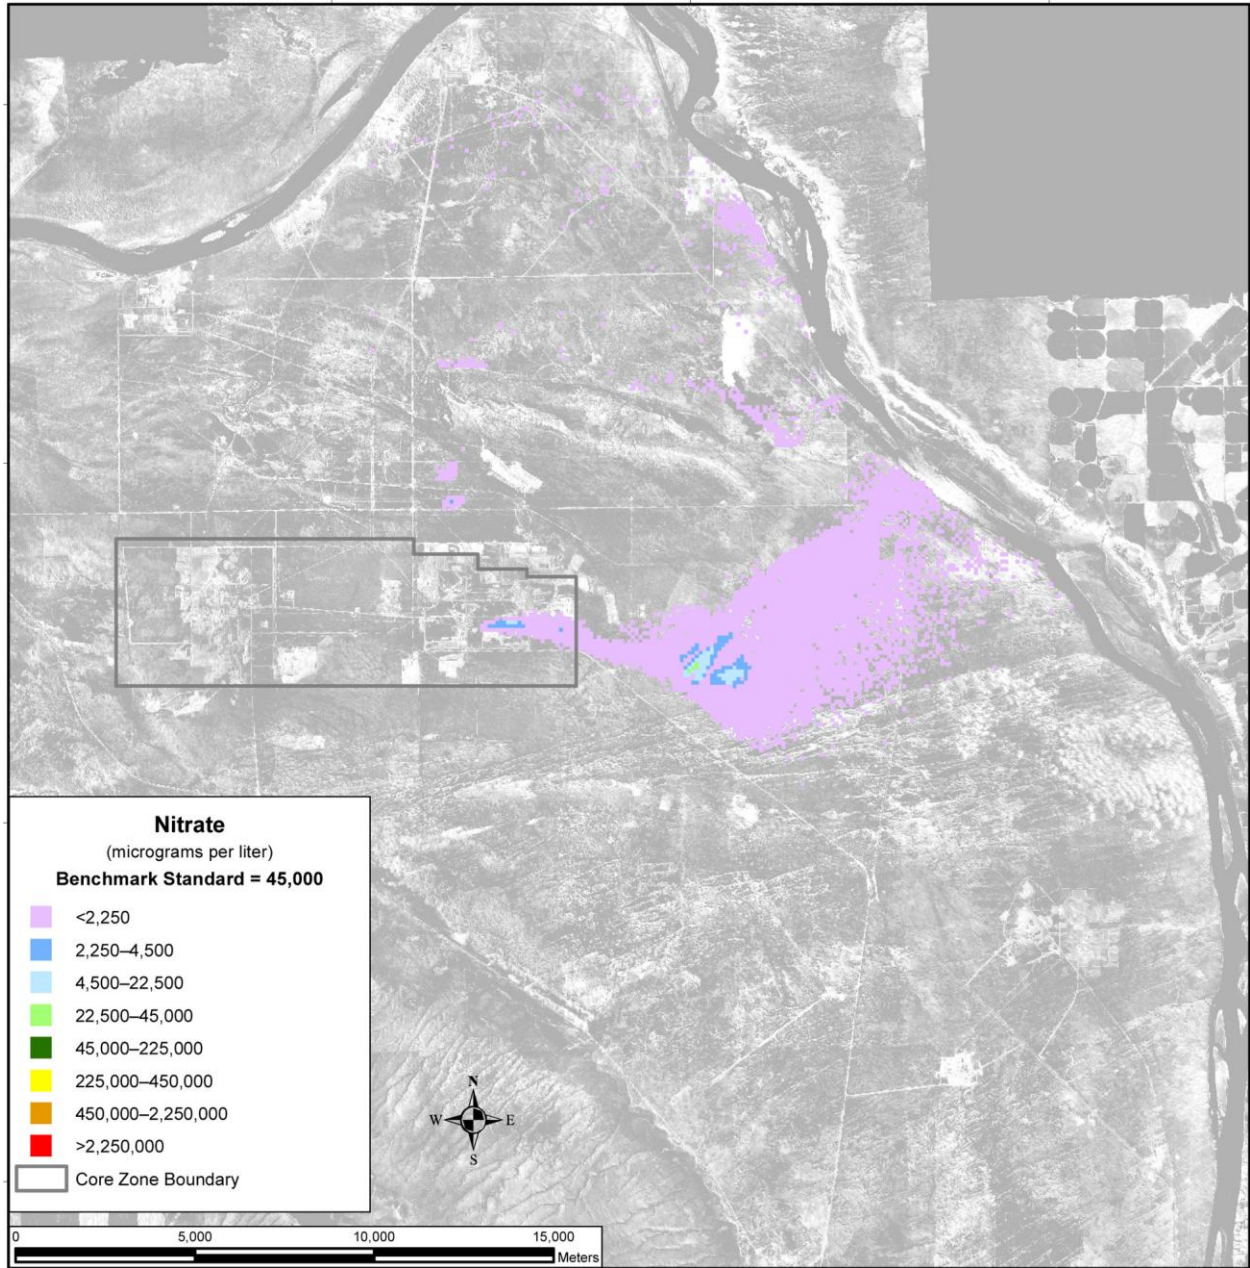 Nitrate
(micrograms per liter)
Benchmark Standard = 45,000
<2,250
2,250–4,500
4,500–22,500
22,500–45,000
45,000–225,000
225,000–450,000
450,000–2,250,000
>2,250,000
Core Zone Boundary
N
W E
S
0 5,000 10,000 15,000
Meters